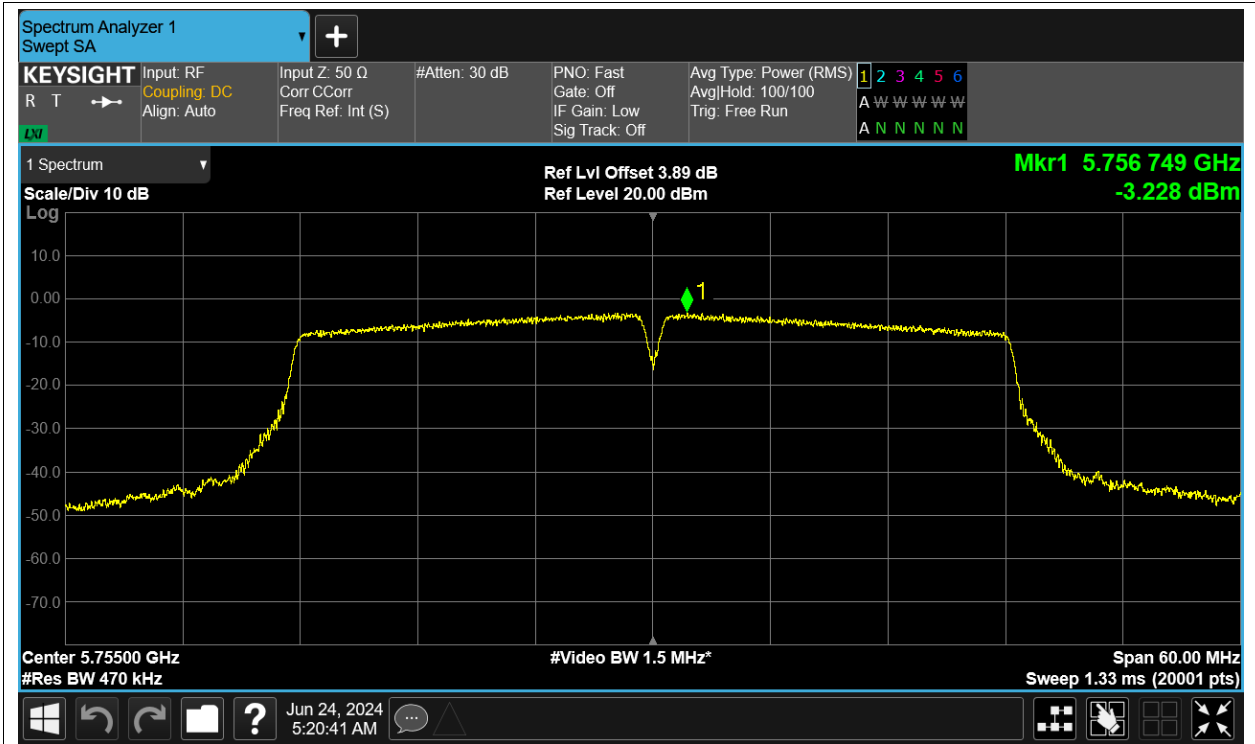 Spectrum Analyzer 1
Swept SA
KEYSIGHT
R T
LXI
Input: RF
Coupling: DC
Align: Auto
Input Z: 50 Ω
Corr CCorr
Freq Ref: Int (S)
#Atten: 30 dB
PNO: Fast
Gate: Off
IF Gain: Low
Sig Track: Off
Avg Type: Power (RMS)
Avg|Hold: 100/100
Trig: Free Run
1 2 3 4 5 6
A W W W W W
A N N N N N
1 Spectrum
Scale/Div 10 dB
Log
Ref Lvl Offset 3.89 dB
Ref Level 20.00 dBm
Mkr1 5.756 749 GHz
-3.228 dBm
10.0
0.00
-10.0
-20.0
-30.0
-40.0
-50.0
-60.0
-70.0
1
Center 5.75500 GHz
#Res BW 470 kHz
#Video BW 1.5 MHz*
Span 60.00 MHz
Sweep 1.33 ms (20001 pts)
?
Jun 24, 2024
5:20:41 AM